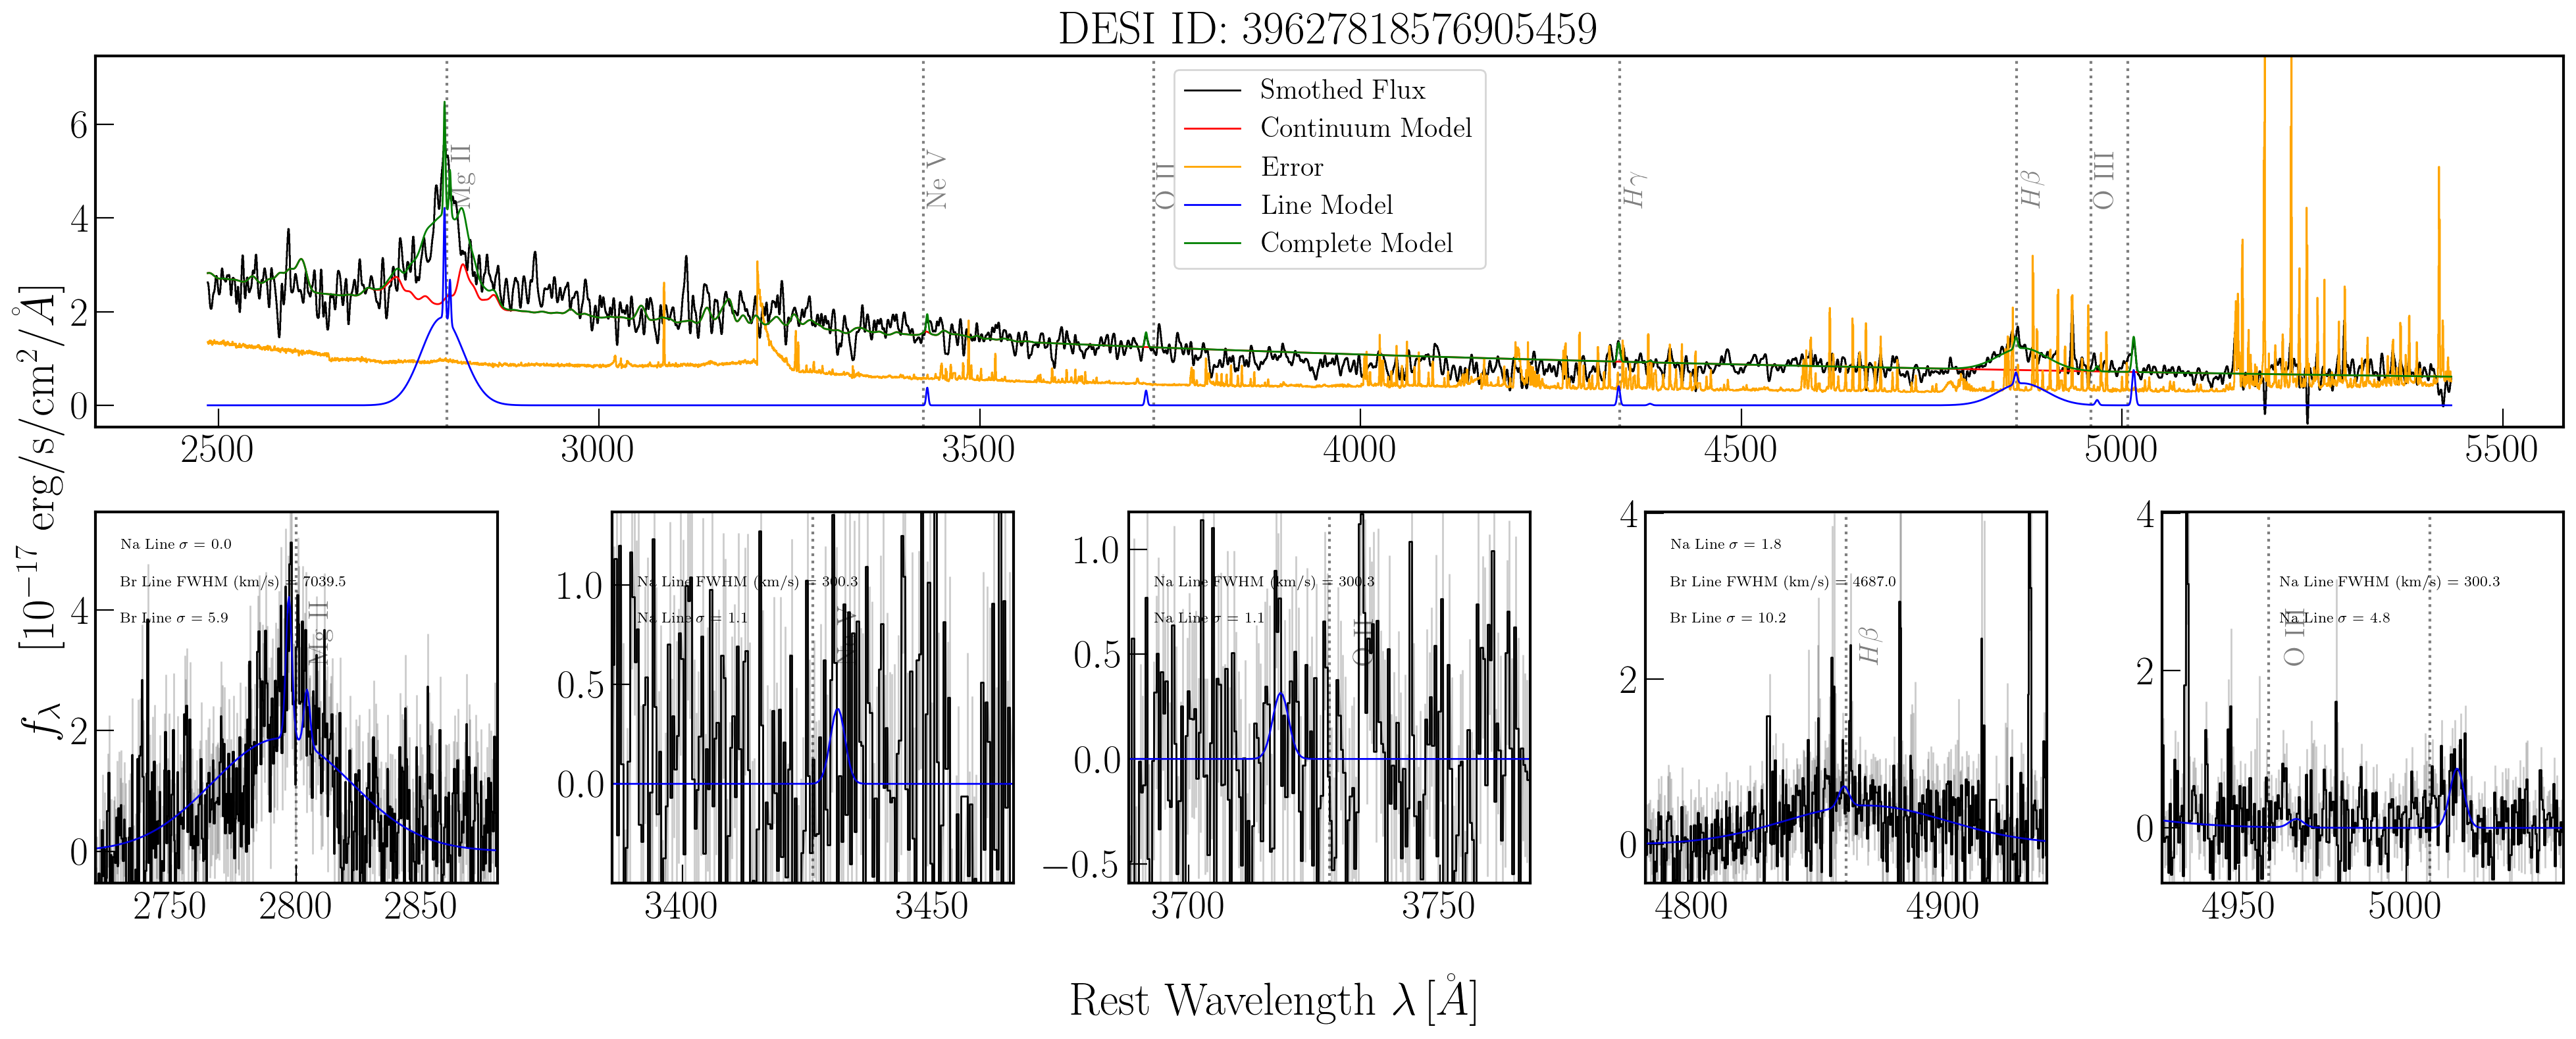 DESI ID: 39627818576905459
Smothed Flux
Continuum Model
Error
Line Model
Complete Model
Mg II
Ne V
O II
Hγ
Hβ
O III
6
4
2
0
2500 3000 3500 4000 4500 5000 5500
f_λ [10⁻¹⁷ erg/s/cm²/Å]
Na Line σ = 0.0
Br Line FWHM (km/s) = 7039.5
Br Line σ = 5.9
Mg II
4
2
0
2750 2800 2850
Na Line FWHM (km/s) = 300.3
Na Line σ = 1.1
Ne V
1.0
0.5
0.0
3400 3450
Na Line FWHM (km/s) = 300.3
Na Line σ = 1.1
O II
1.0
0.5
0.0
−0.5
3700 3750
Na Line σ = 1.8
Br Line FWHM (km/s) = 4687.0
Br Line σ = 10.2
Hβ
4
2
0
4800 4900
Na Line FWHM (km/s) = 300.3
Na Line σ = 4.8
O III
4
2
0
4950 5000
Rest Wavelength λ [Å]